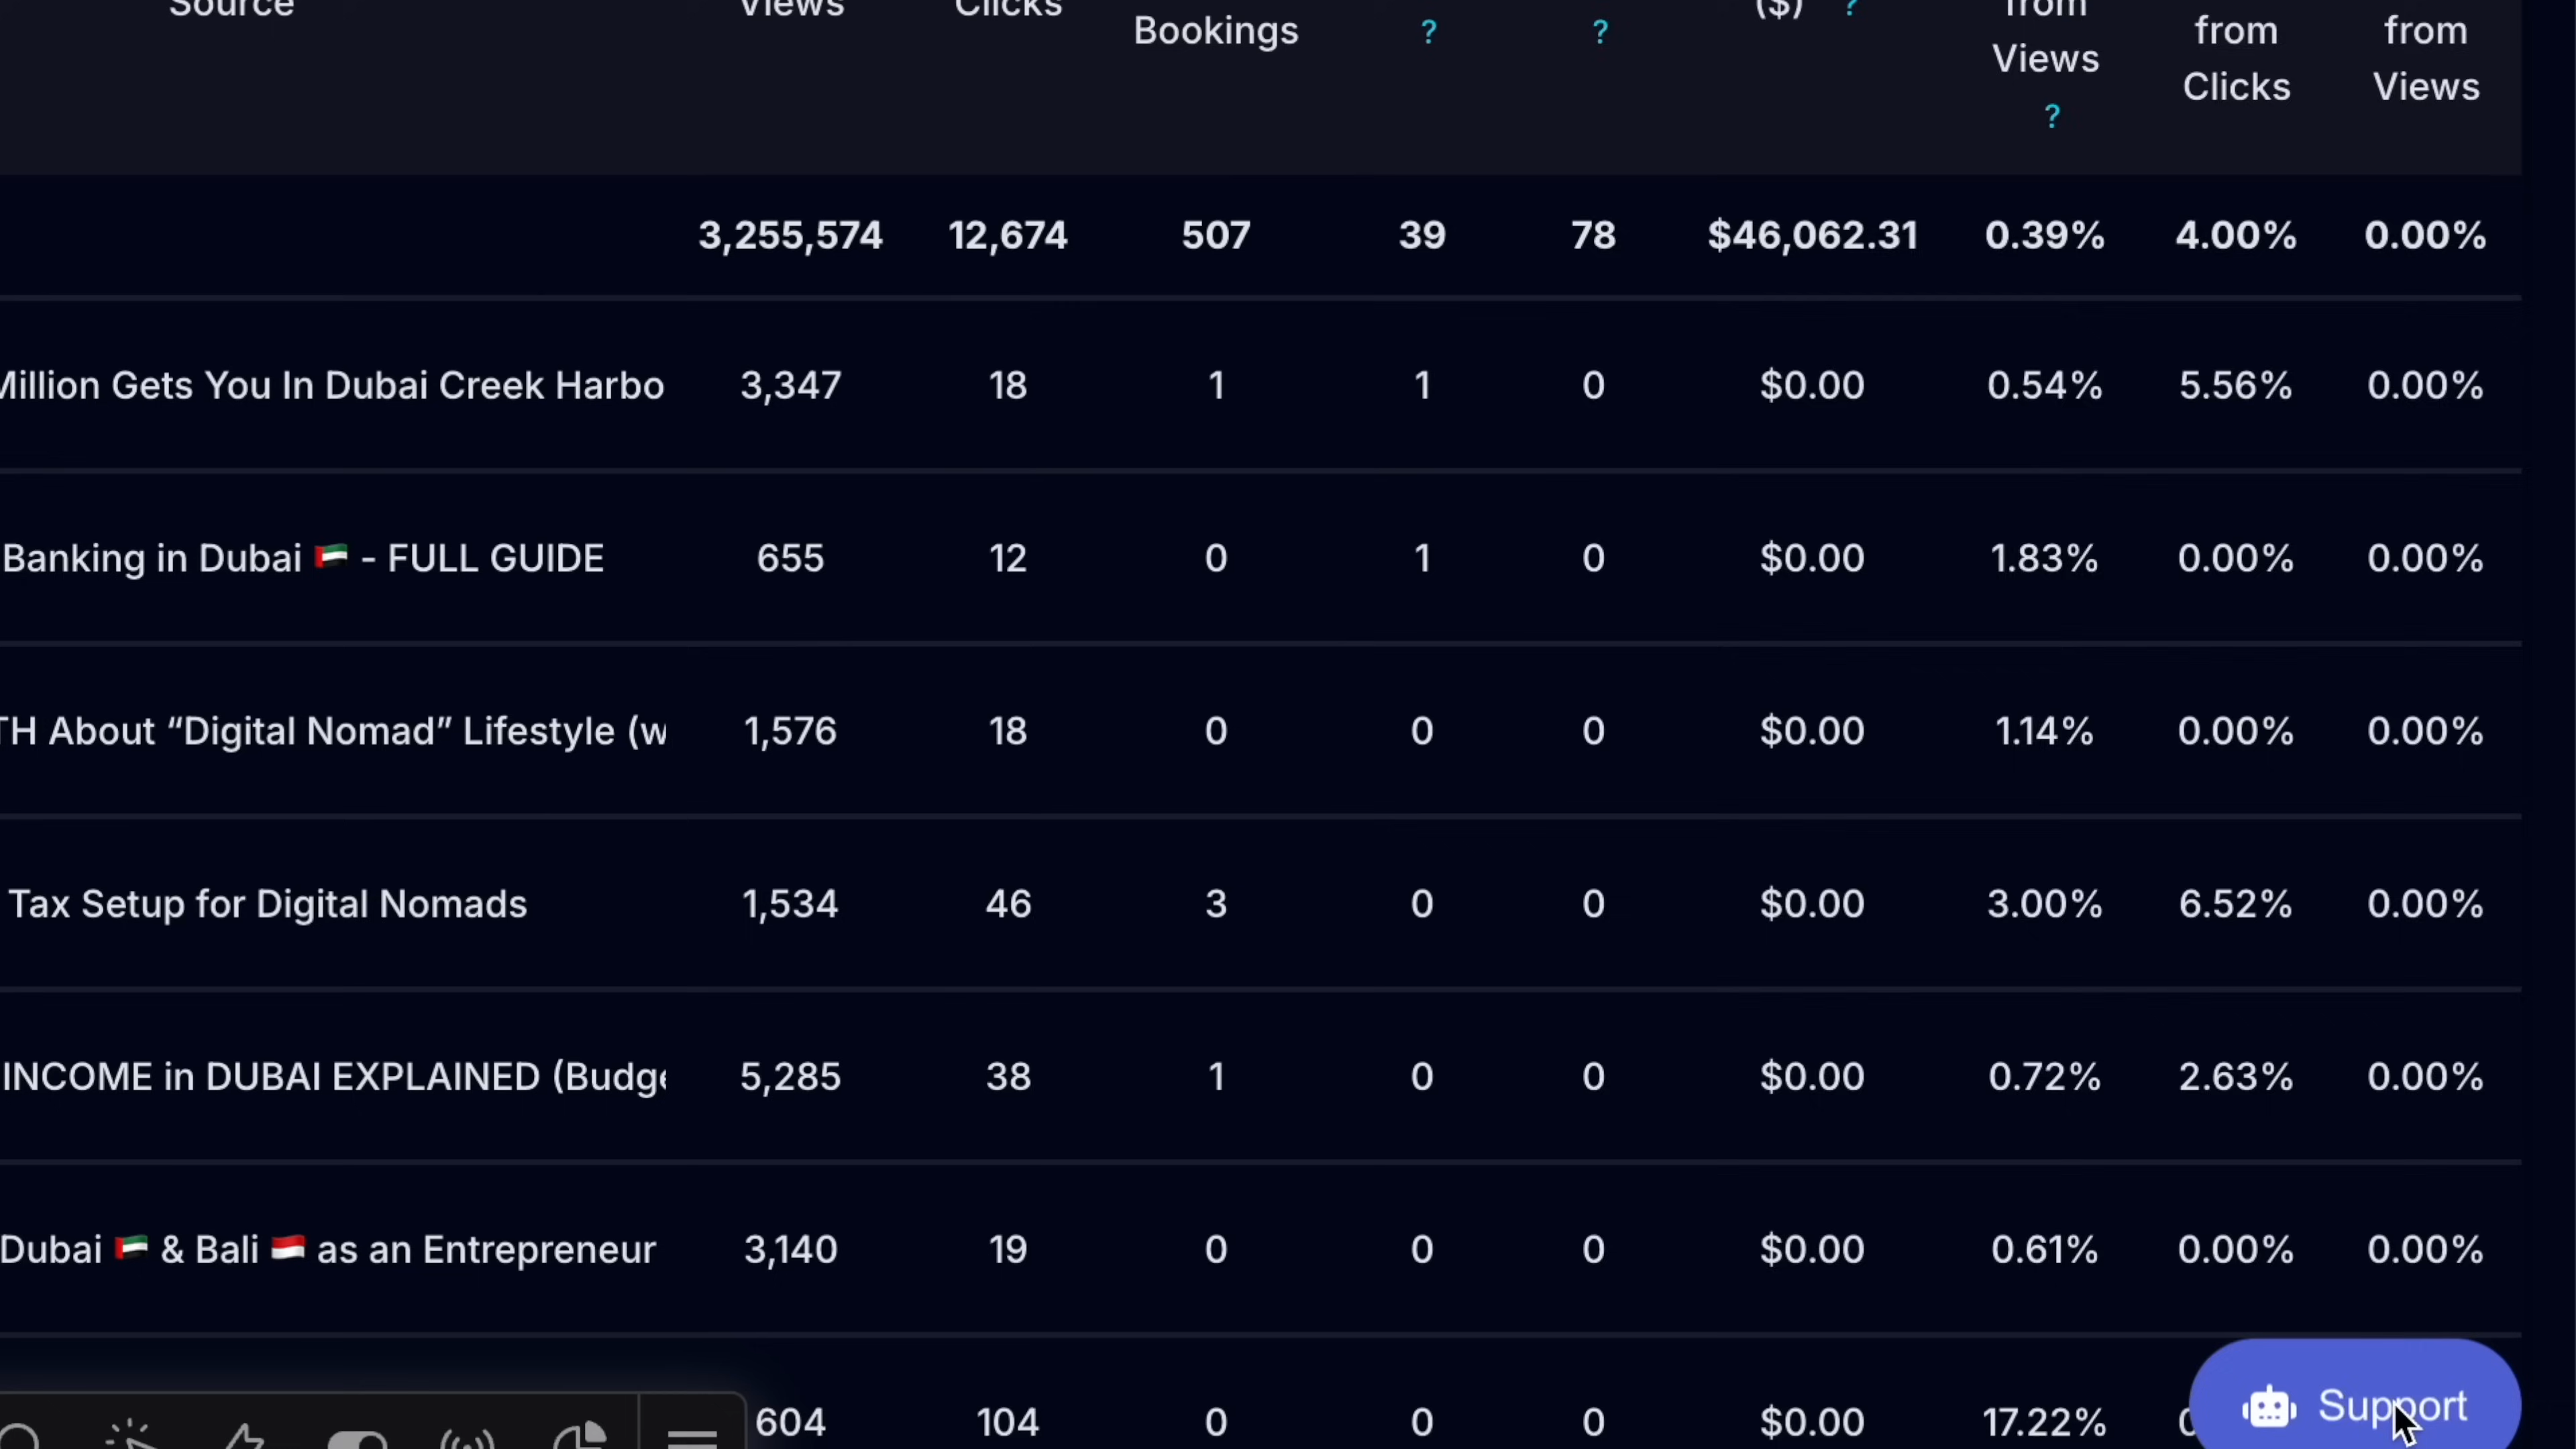 Source Views Clicks ($) ? from
Bookings ? ? Views from from
? Clicks Views
3,255,574 12,674 507 39 78 $46,062.31 0.39% 4.00% 0.00%
Million Gets You In Dubai Creek Harbo 3,347 18 1 1 0 $0.00 0.54% 5.56% 0.00%
Banking in Dubai 🇦🇪 - FULL GUIDE 655 12 0 1 0 $0.00 1.83% 0.00% 0.00%
TH About “Digital Nomad” Lifestyle (w 1,576 18 0 0 0 $0.00 1.14% 0.00% 0.00%
Tax Setup for Digital Nomads 1,534 46 3 0 0 $0.00 3.00% 6.52% 0.00%
INCOME in DUBAI EXPLAINED (Budge 5,285 38 1 0 0 $0.00 0.72% 2.63% 0.00%
Dubai 🇦🇪 & Bali 🇮🇩 as an Entrepreneur 3,140 19 0 0 0 $0.00 0.61% 0.00% 0.00%
604 104 0 0 0 $0.00 17.22%
Support